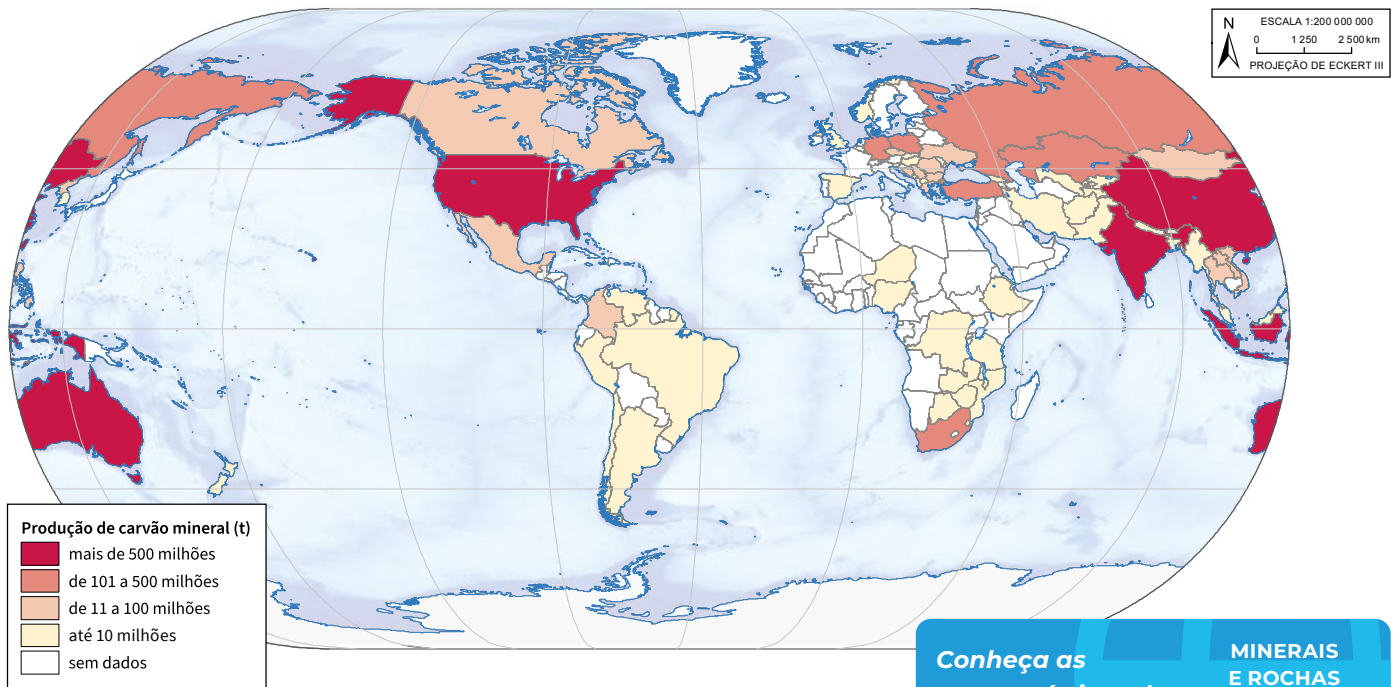 N
ESCALA 1:200 000 000
0 1 250 2 500 km
PROJEÇÃO DE ECKERT III
Produção de carvão mineral (t)
mais de 500 milhões
de 101 a 500 milhões
de 11 a 100 milhões
até 10 milhões
sem dados
Conheça as
MINERAIS
E ROCHAS